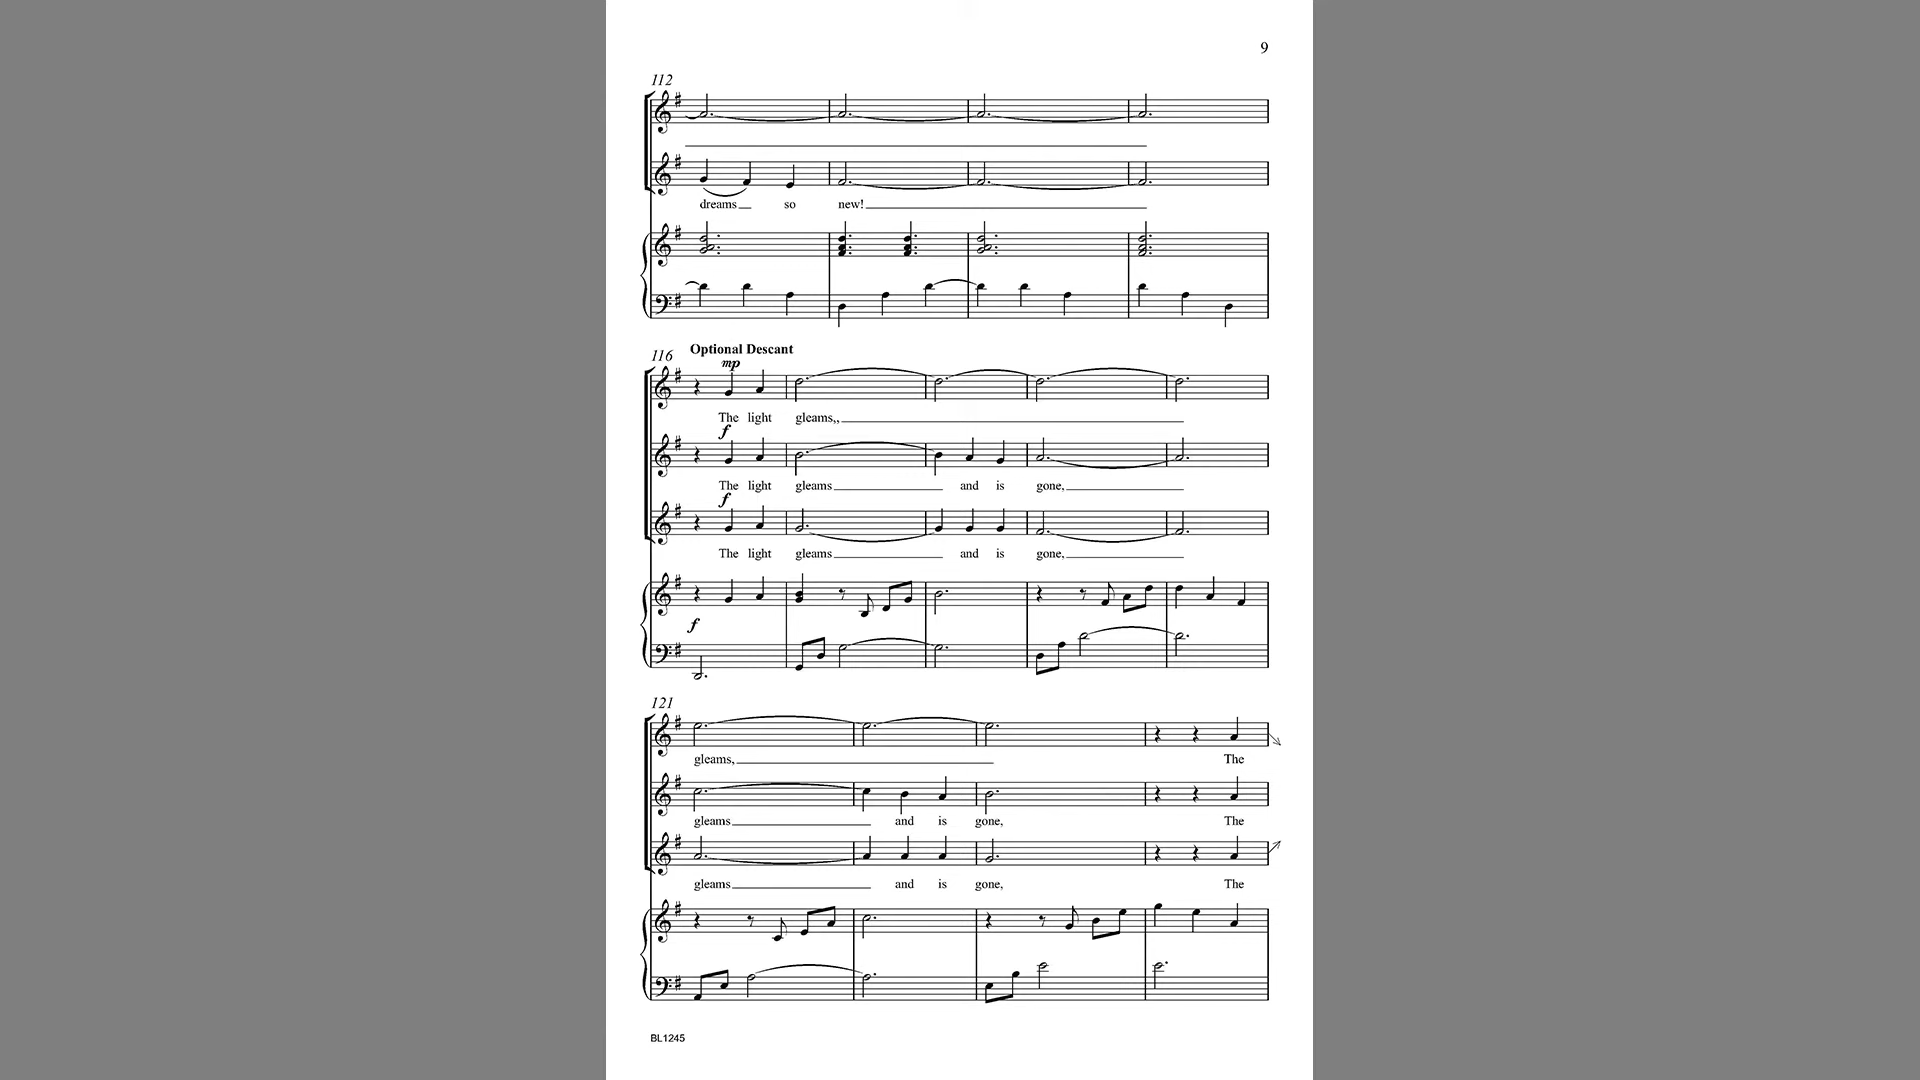 9
112
dreams so new!
116 Optional Descant
mp
The light gleams,,
f
The light gleams and is gone,
f
The light gleams and is gone,
f
121
gleams, The
gleams and is gone, The
gleams and is gone, The
BL1245